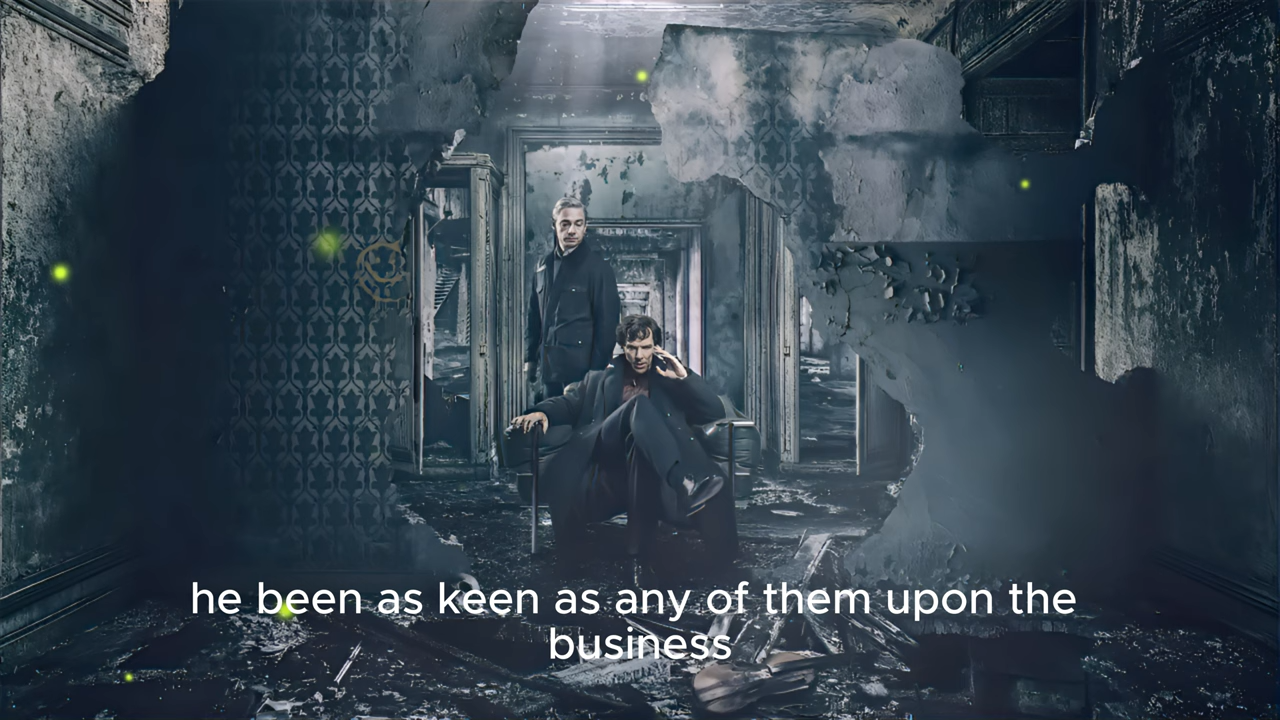 he been as keen as any of them upon the
business